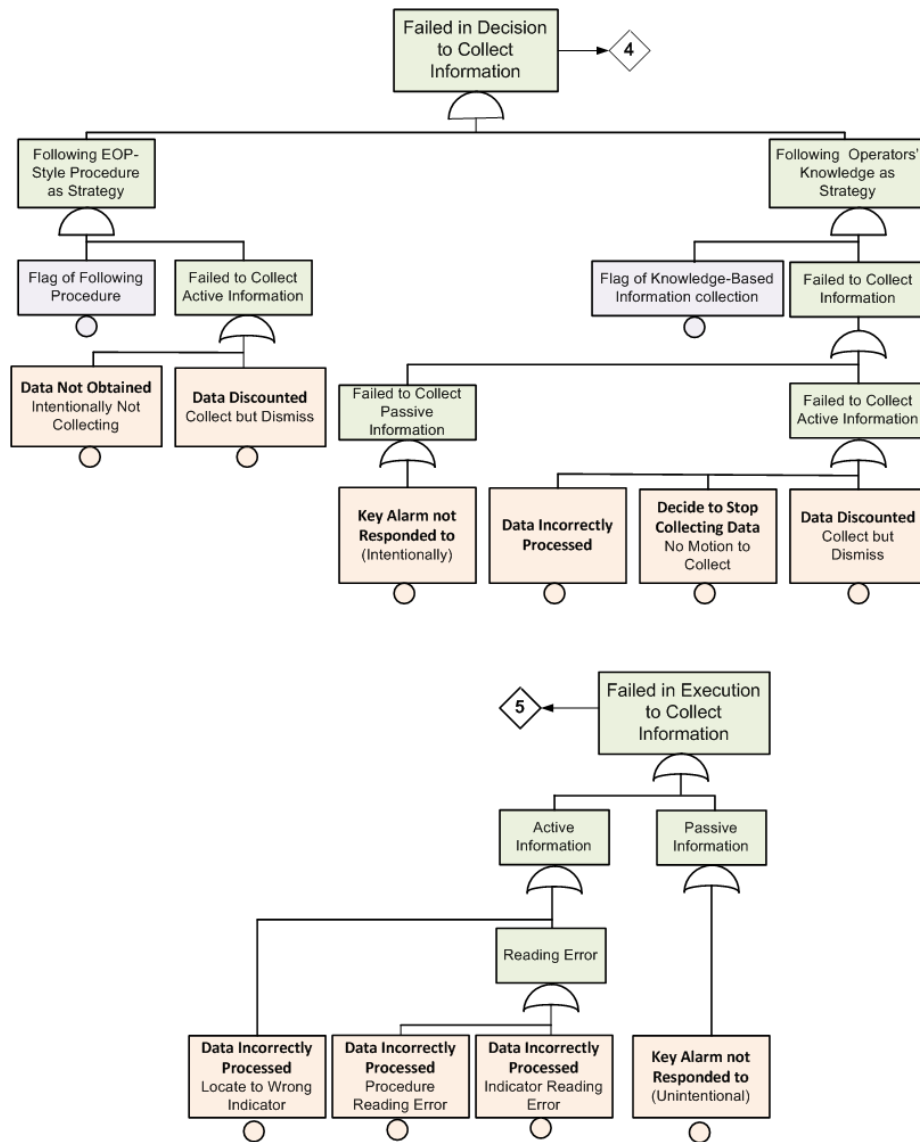 Failed in Decision
to Collect
Information
4
Following EOP-
Style Procedure
as Strategy
Following Operators'
Knowledge as
Strategy
Flag of Following
Procedure
Failed to Collect
Active Information
Flag of Knowledge-Based
Information collection
Failed to Collect
Information
Data Not Obtained
Intentionally Not
Collecting
Data Discounted
Collect but Dismiss
Failed to Collect
Passive
Information
Failed to Collect
Active Information
Key Alarm not
Responded to
(Intentionally)
Data Incorrectly
Processed
Decide to Stop
Collecting Data
No Motion to
Collect
Data Discounted
Collect but
Dismiss
Failed in Execution
to Collect
Information
5
Active
Information
Passive
Information
Reading Error
Data Incorrectly
Processed
Locate to Wrong
Indicator
Data Incorrectly
Processed
Procedure
Reading Error
Data Incorrectly
Processed
Indicator Reading
Error
Key Alarm not
Responded to
(Unintentional)